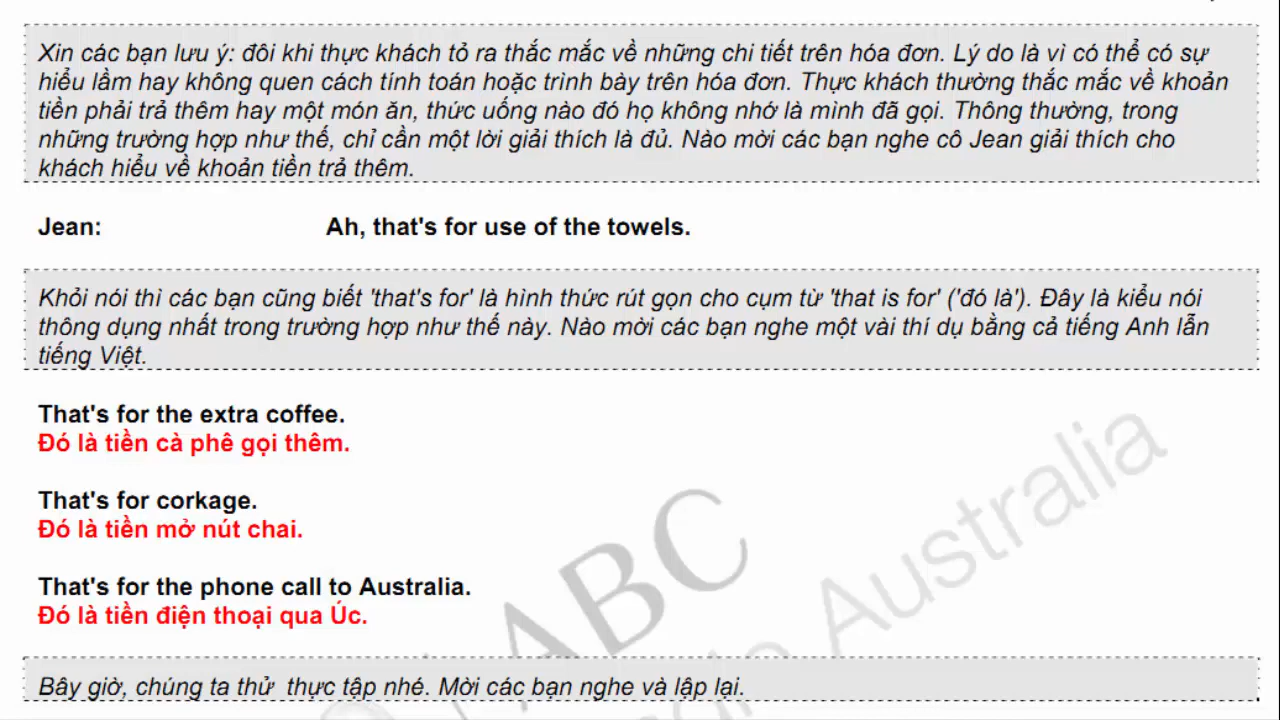 Xin các bạn lưu ý: đôi khi thực khách tỏ ra thắc mắc về những chi tiết trên hóa đơn. Lý do là vì có thể có sự
hiểu lầm hay không quen cách tính toán hoặc trình bày trên hóa đơn. Thực khách thường thắc mắc về khoản
tiền phải trả thêm hay một món ăn, thức uống nào đó họ không nhớ là mình đã gọi. Thông thường, trong
những trường hợp như thế, chỉ cần một lời giải thích là đủ. Nào mời các bạn nghe cô Jean giải thích cho
khách hiểu về khoản tiền trả thêm.
Jean: Ah, that's for use of the towels.
Khỏi nói thì các bạn cũng biết 'that's for' là hình thức rút gọn cho cụm từ 'that is for' ('đó là'). Đây là kiểu nói
thông dụng nhất trong trường hợp như thế này. Nào mời các bạn nghe một vài thí dụ bằng cả tiếng Anh lẫn
tiếng Việt.
That's for the extra coffee.
Đó là tiền cà phê gọi thêm.
That's for corkage.
Đó là tiền mở nút chai.
That's for the phone call to Australia.
Đó là tiền điện thoại qua Úc.
Bây giờ, chúng ta thử  thực tập nhé. Mời các bạn nghe và lập lại.
ABC
Australia